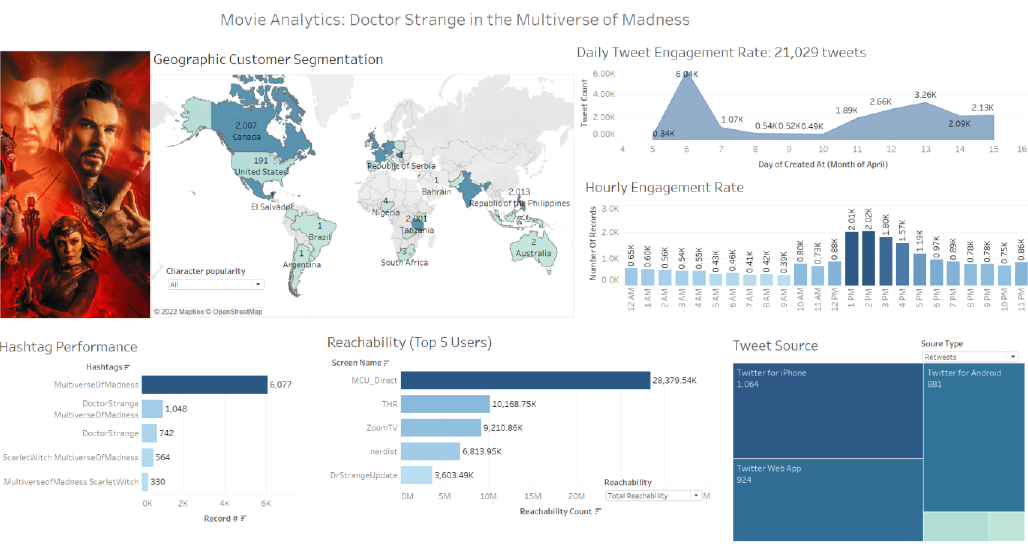 Movie Analytics: Doctor Strange in the Multiverse of Madness
Geographic Customer Segmentation
2,007
Canada
191
United States
El Salvador
1
Brazil
1
Argentina
Republic of Serbia
1
Bahrain
4
Nigeria
2,001
Tanzania
South Africa
2,013
Republic of the Philippines
2
Australia
Character popularity
All
© 2022 Mapbox © OpenStreetMap
Daily Tweet Engagement Rate: 21,029 tweets
Tweet Count
6.00K
4.00K
2.00K
0.00K
0.34K
1.07K
0.54K
0.52K
0.49K
1.89K
2.66K
3.26K
2.09K
2.13K
4 5 6 7 8 9 10 11 12 13 14 15 16
Day of Created At (Month of April)
Hourly Engagement Rate
Number Of Records
3.0K
2.0K
1.0K
0.0K
0.65K
0.60K
0.56K
0.54K
0.55K
0.43K
0.46K
0.41K
0.42K
0.39K
0.80K
0.73K
0.88K
2.01K
2.02K
1.80K
1.57K
1.19K
0.97K
0.89K
0.78K
0.78K
0.75K
0.86K
12 AM
1 AM
2 AM
3 AM
4 AM
5 AM
6 AM
7 AM
8 AM
9 AM
10 AM
11 AM
12 PM
1 PM
2 PM
3 PM
4 PM
5 PM
6 PM
7 PM
8 PM
9 PM
10 PM
11 PM
Hashtag Performance
Hashtags
MultiverseOfMadness
6,077
DoctorStrange
MultiverseOfMadness
1,048
DoctorStrange
742
ScarletWitch MultiverseOfMadness
564
MultiverseofMadness ScarletWitch
330
0K 2K 4K 6K
Record #
Reachability (Top 5 Users)
Screen Name
MCU_Direct
28,379.54K
THR
10,168.75K
ZoomTV
9,210.86K
nerdist
6,813.95K
DrStrangeUpdate
3,603.49K
0M 5M 10M 15M 20M
Reachability Count
Reachability
Total Reachability
Tweet Source
Soure Type
Retweets
Twitter for iPhone
1,064
Twitter Web App
924
Twitter for Android
881